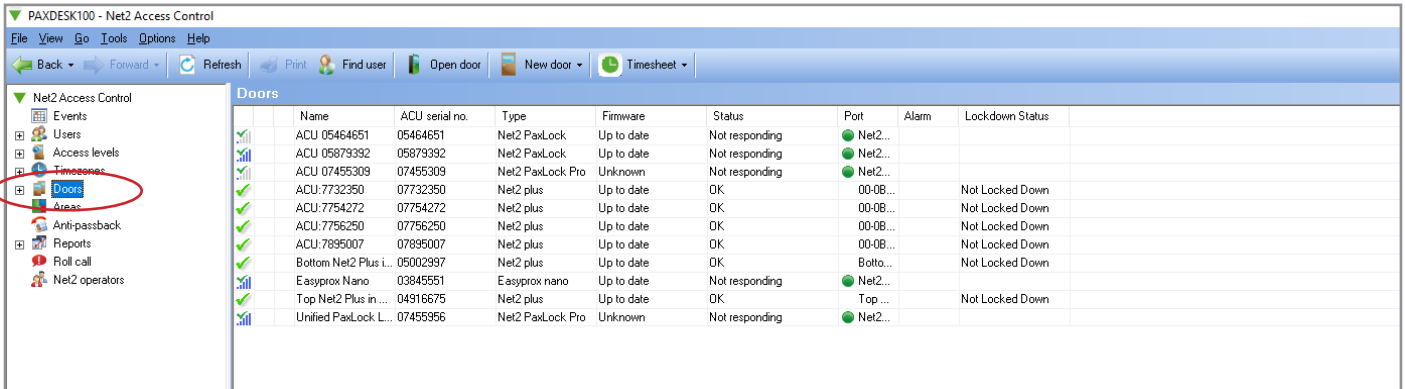 PAXDESK100 - Net2 Access Control
File View Go Tools Options Help
Back Forward Refresh Print Find user Open door New door Timesheet
Net2 Access Control
Events
Users
Access levels
Timezones
Doors
Areas
Anti-passback
Reports
Roll call
Net2 operators
Doors
Name ACU serial no. Type Firmware Status Port Alarm Lockdown Status
ACU 05464651 05464651 Net2 PaxLock Up to date Not responding Net2...
ACU 05879392 05879392 Net2 PaxLock Up to date Not responding Net2...
ACU 07455309 07455309 Net2 PaxLock Pro Unknown Not responding Net2...
ACU:7732350 07732350 Net2 plus Up to date OK 00-0B... Not Locked Down
ACU:7754272 07754272 Net2 plus Up to date OK 00-0B... Not Locked Down
ACU:7756250 07756250 Net2 plus Up to date OK 00-0B... Not Locked Down
ACU:7895007 07895007 Net2 plus Up to date OK 00-0B... Not Locked Down
Bottom Net2 Plus i... 05002997 Net2 plus Up to date OK Botto... Not Locked Down
Easyprox Nano 03845551 Easyprox nano Up to date Not responding Net2...
Top Net2 Plus in ... 04916675 Net2 plus Up to date OK Top ... Not Locked Down
Unified PaxLock L... 07455956 Net2 PaxLock Pro Unknown Not responding Net2...